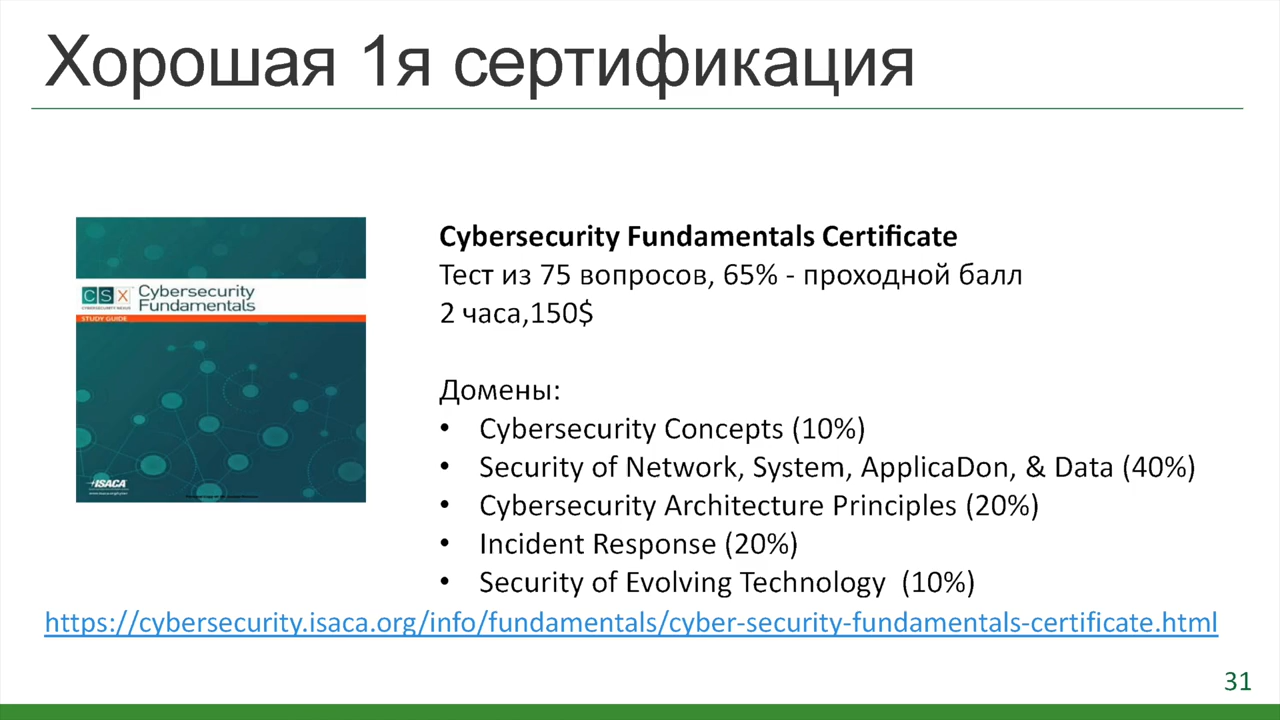 Хорошая 1я сертификация
CSX Cybersecurity
CYBERSECURITY NEXUS Fundamentals
STUDY GUIDE
ISACA
Cybersecurity Fundamentals Certificate
Тест из 75 вопросов, 65% - проходной балл
2 часа,150$
Домены:
• Cybersecurity Concepts (10%)
• Security of Network, System, ApplicaDon, & Data (40%)
• Cybersecurity Architecture Principles (20%)
• Incident Response (20%)
• Security of Evolving Technology (10%)
https://cybersecurity.isaca.org/info/fundamentals/cyber-security-fundamentals-certificate.html
31